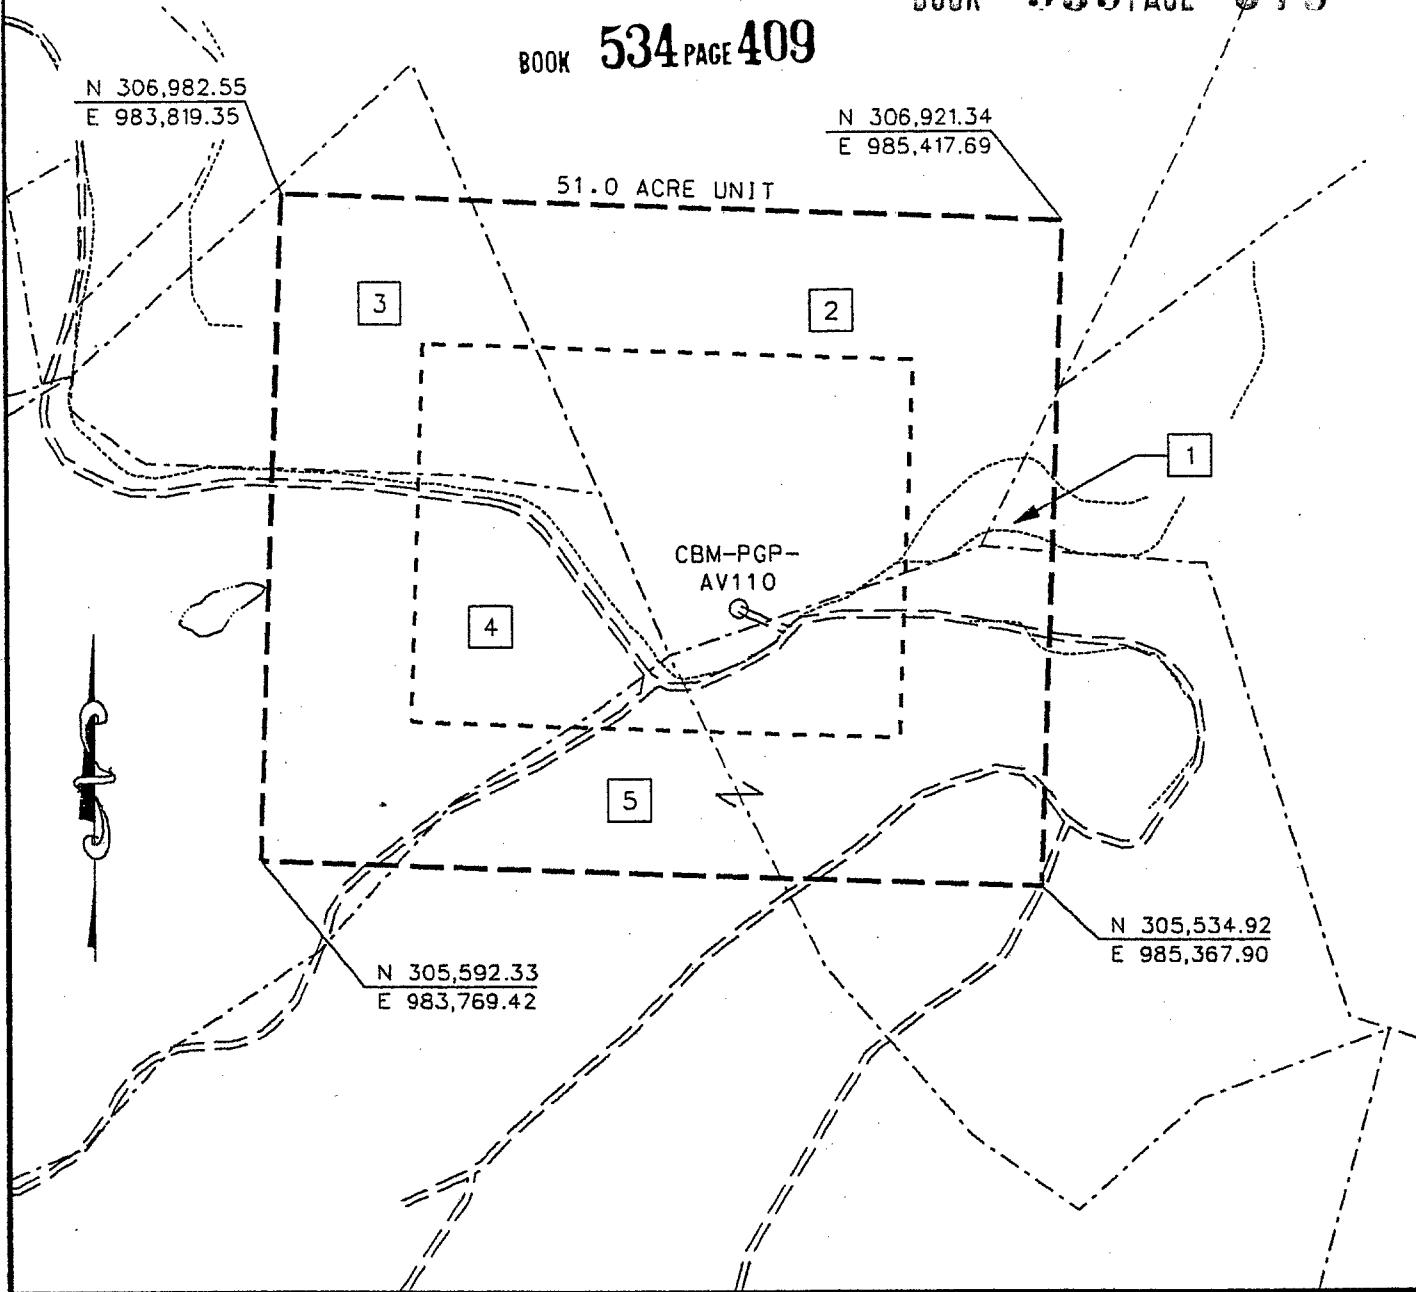 BOOK
PAGE
BOOK 534 PAGE 409
N 306,982.55
E 983,819.35
N 306,921.34
E 985,417.69
51.0 ACRE UNIT
3
2
1
CBM-PGP-
AV110
4
5
N 305,534.92
E 985,367.90
N 305,592.33
E 983,769.42